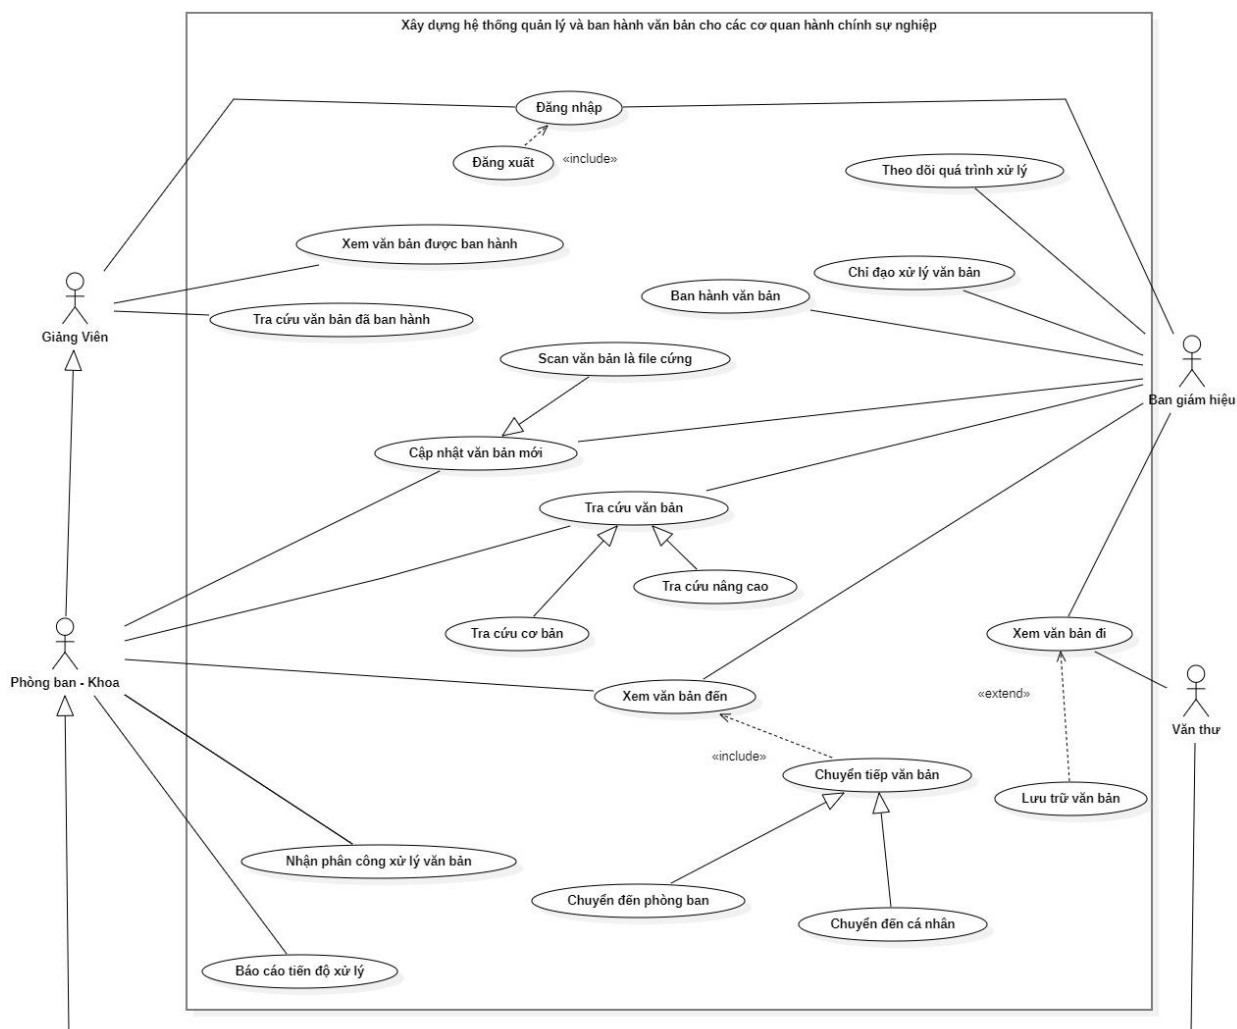 Xây dựng hệ thống quản lý và ban hành văn bản cho các cơ quan hành chính sự nghiệp
Đăng nhập
Đăng xuất
«include»
Theo dõi quá trình xử lý
Xem văn bản được ban hành
Chỉ đạo xử lý văn bản
Ban hành văn bản
Tra cứu văn bản đã ban hành
Giảng Viên
Scan văn bản là file cứng
Ban giám hiệu
Cập nhật văn bản mới
Tra cứu văn bản
Tra cứu nâng cao
Tra cứu cơ bản
Xem văn bản đi
Phòng ban - Khoa
Xem văn bản đến
«extend»
Văn thư
«include»
Chuyển tiếp văn bản
Lưu trữ văn bản
Nhận phân công xử lý văn bản
Chuyển đến phòng ban
Chuyển đến cá nhân
Báo cáo tiến độ xử lý